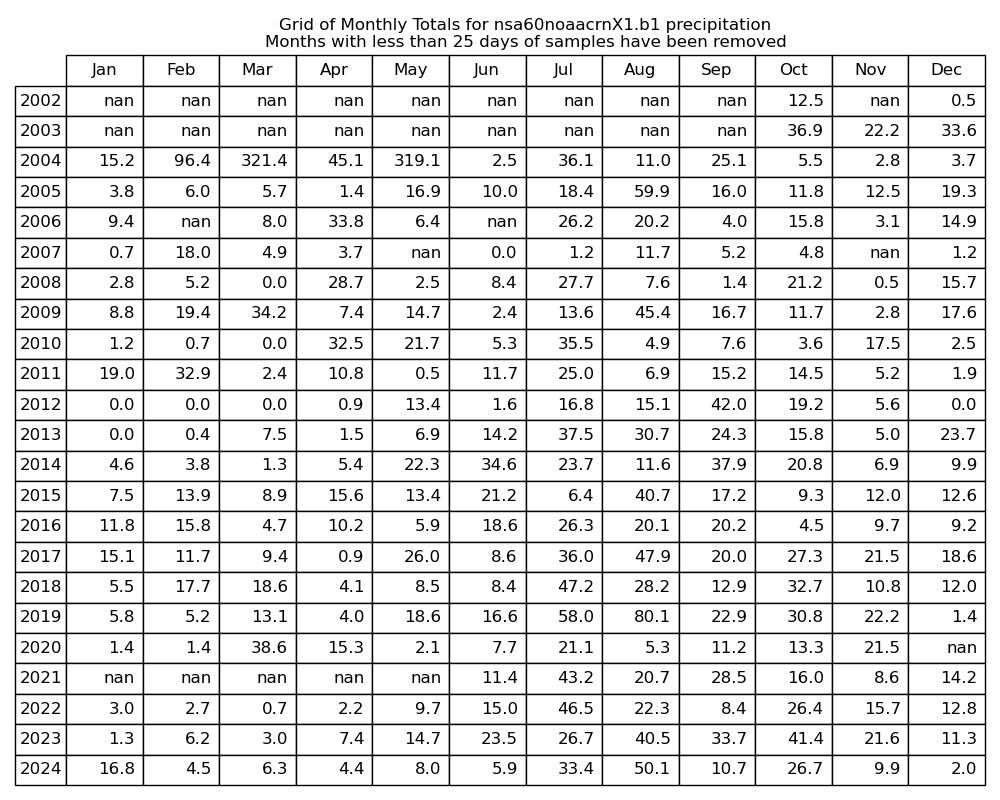 Grid of Monthly Totals for nsa60noaacrnX1.b1 precipitation
Months with less than 25 days of samples have been removed
Jan Feb Mar Apr May Jun Jul Aug Sep Oct Nov Dec
2002 nan nan nan nan nan nan nan nan nan 12.5 nan 0.5
2003 nan nan nan nan nan nan nan nan nan 36.9 22.2 33.6
2004 15.2 96.4 321.4 45.1 319.1 2.5 36.1 11.0 25.1 5.5 2.8 3.7
2005 3.8 6.0 5.7 1.4 16.9 10.0 18.4 59.9 16.0 11.8 12.5 19.3
2006 9.4 nan 8.0 33.8 6.4 nan 26.2 20.2 4.0 15.8 3.1 14.9
2007 0.7 18.0 4.9 3.7 nan 0.0 1.2 11.7 5.2 4.8 nan 1.2
2008 2.8 5.2 0.0 28.7 2.5 8.4 27.7 7.6 1.4 21.2 0.5 15.7
2009 8.8 19.4 34.2 7.4 14.7 2.4 13.6 45.4 16.7 11.7 2.8 17.6
2010 1.2 0.7 0.0 32.5 21.7 5.3 35.5 4.9 7.6 3.6 17.5 2.5
2011 19.0 32.9 2.4 10.8 0.5 11.7 25.0 6.9 15.2 14.5 5.2 1.9
2012 0.0 0.0 0.0 0.9 13.4 1.6 16.8 15.1 42.0 19.2 5.6 0.0
2013 0.0 0.4 7.5 1.5 6.9 14.2 37.5 30.7 24.3 15.8 5.0 23.7
2014 4.6 3.8 1.3 5.4 22.3 34.6 23.7 11.6 37.9 20.8 6.9 9.9
2015 7.5 13.9 8.9 15.6 13.4 21.2 6.4 40.7 17.2 9.3 12.0 12.6
2016 11.8 15.8 4.7 10.2 5.9 18.6 26.3 20.1 20.2 4.5 9.7 9.2
2017 15.1 11.7 9.4 0.9 26.0 8.6 36.0 47.9 20.0 27.3 21.5 18.6
2018 5.5 17.7 18.6 4.1 8.5 8.4 47.2 28.2 12.9 32.7 10.8 12.0
2019 5.8 5.2 13.1 4.0 18.6 16.6 58.0 80.1 22.9 30.8 22.2 1.4
2020 1.4 1.4 38.6 15.3 2.1 7.7 21.1 5.3 11.2 13.3 21.5 nan
2021 nan nan nan nan nan 11.4 43.2 20.7 28.5 16.0 8.6 14.2
2022 3.0 2.7 0.7 2.2 9.7 15.0 46.5 22.3 8.4 26.4 15.7 12.8
2023 1.3 6.2 3.0 7.4 14.7 23.5 26.7 40.5 33.7 41.4 21.6 11.3
2024 16.8 4.5 6.3 4.4 8.0 5.9 33.4 50.1 10.7 26.7 9.9 2.0